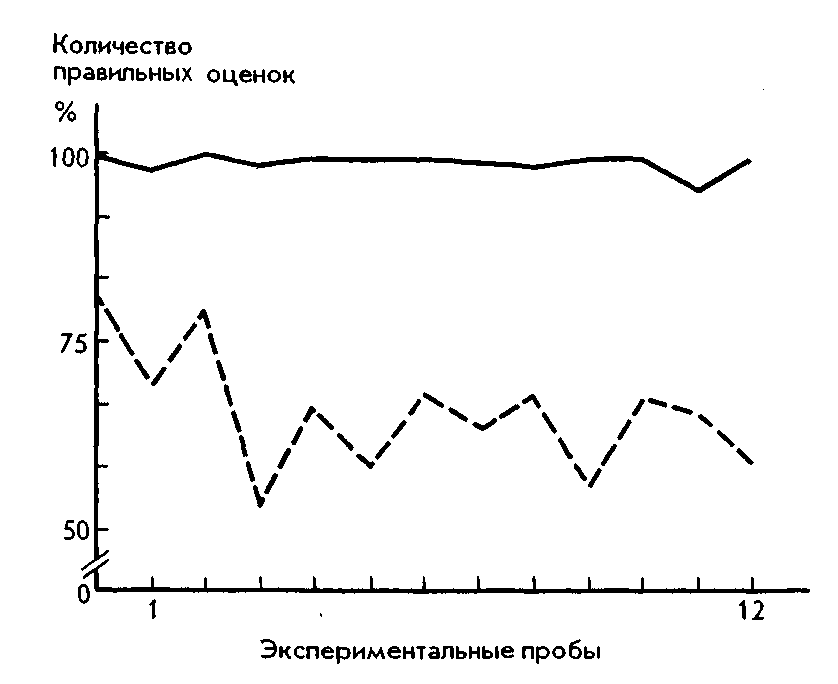 Количество
правильных оценок
%
100
75
50
0
1
12
Экспериментальные пробы